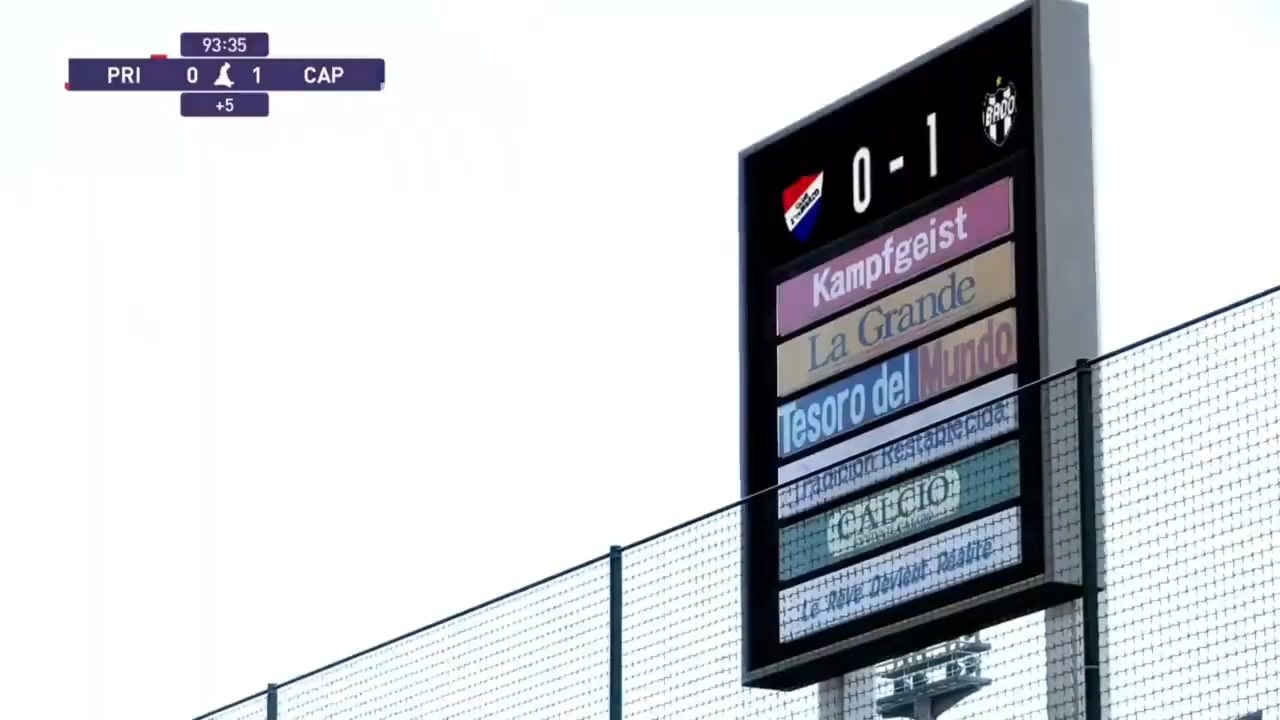 93:35
PRI 0 1 CAP
+5
0 - 1
BROO
Kampfgeist
La Grande
Tesoro del Mundo
Tradición Restablecida
CALCIO
Le Rêve Devient Réalité